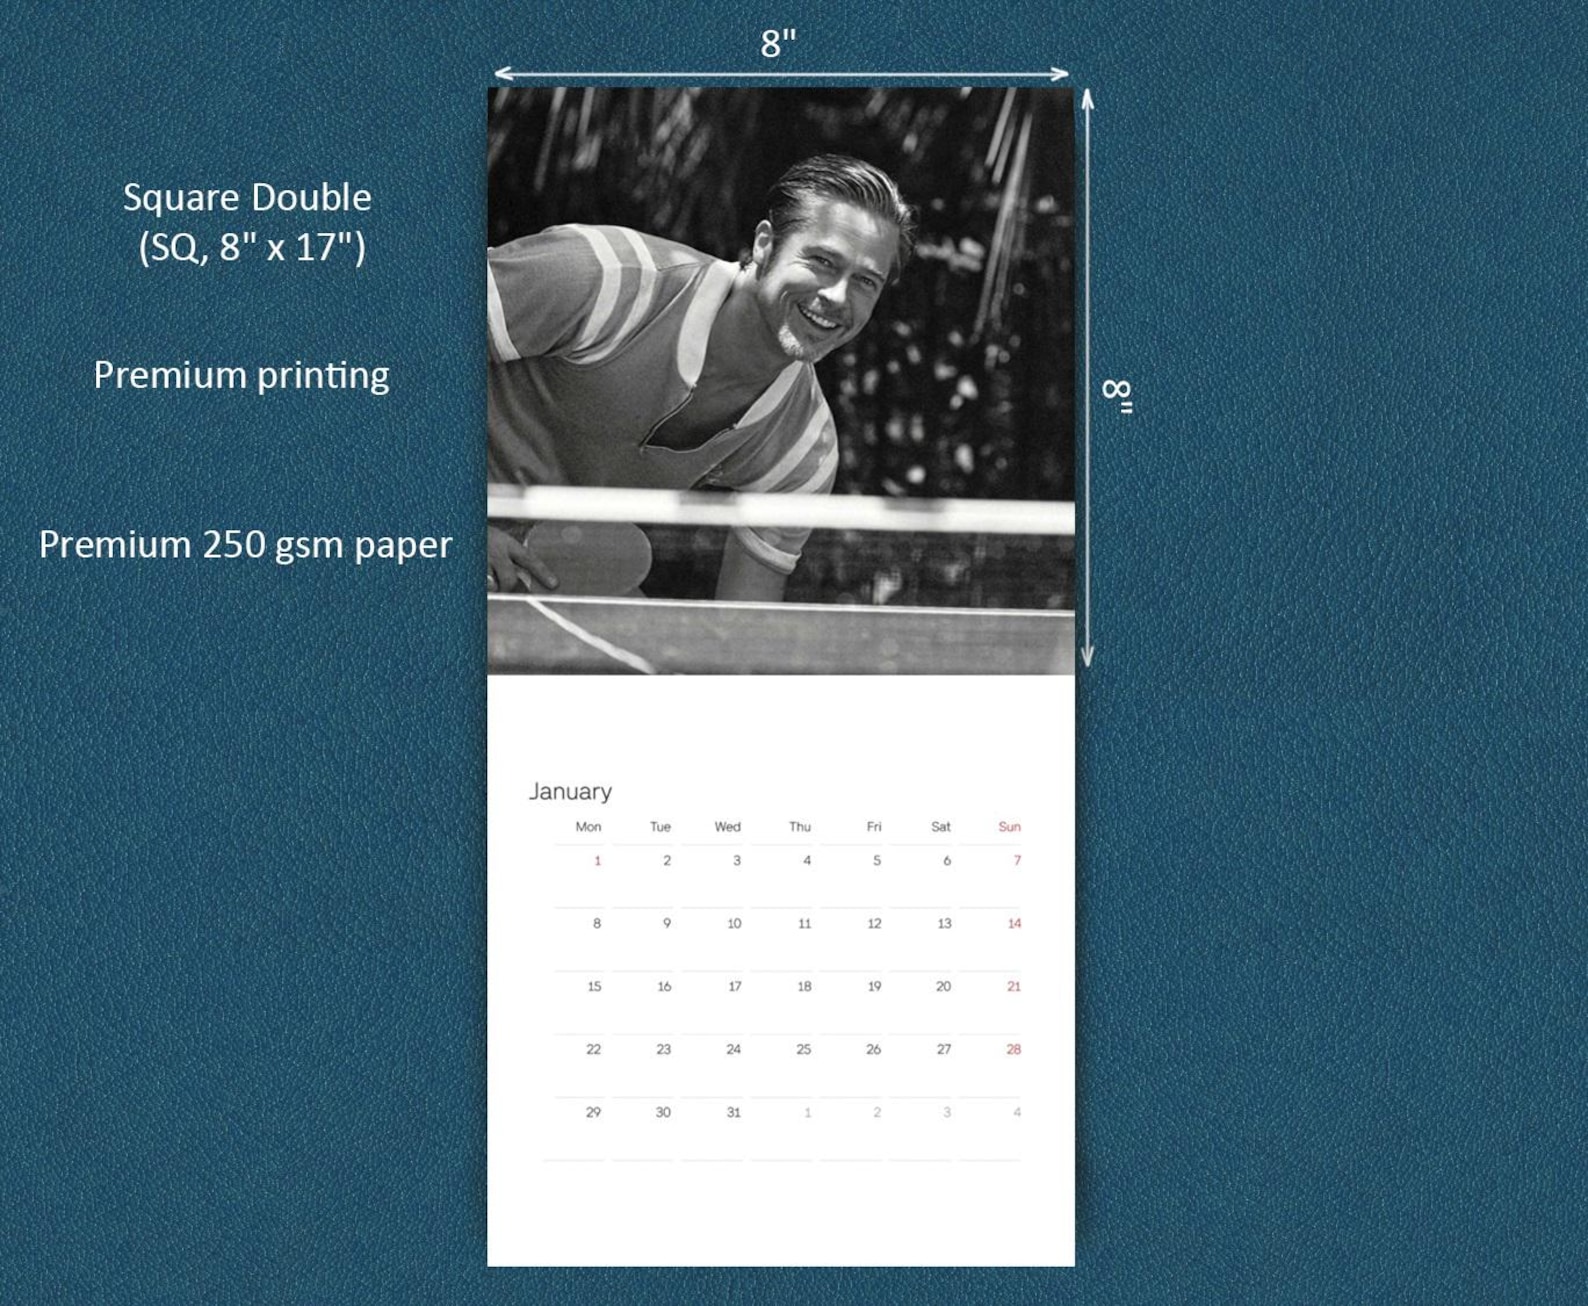 8"
Square Double
(SQ, 8" x 17")
Premium printing
8"
Premium 250 gsm paper
January
Mon Tue Wed Thu Fri Sat Sun
1 2 3 4 5 6 7
8 9 10 11 12 13 14
15 16 17 18 19 20 21
22 23 24 25 26 27 28
29 30 31 1 2 3 4